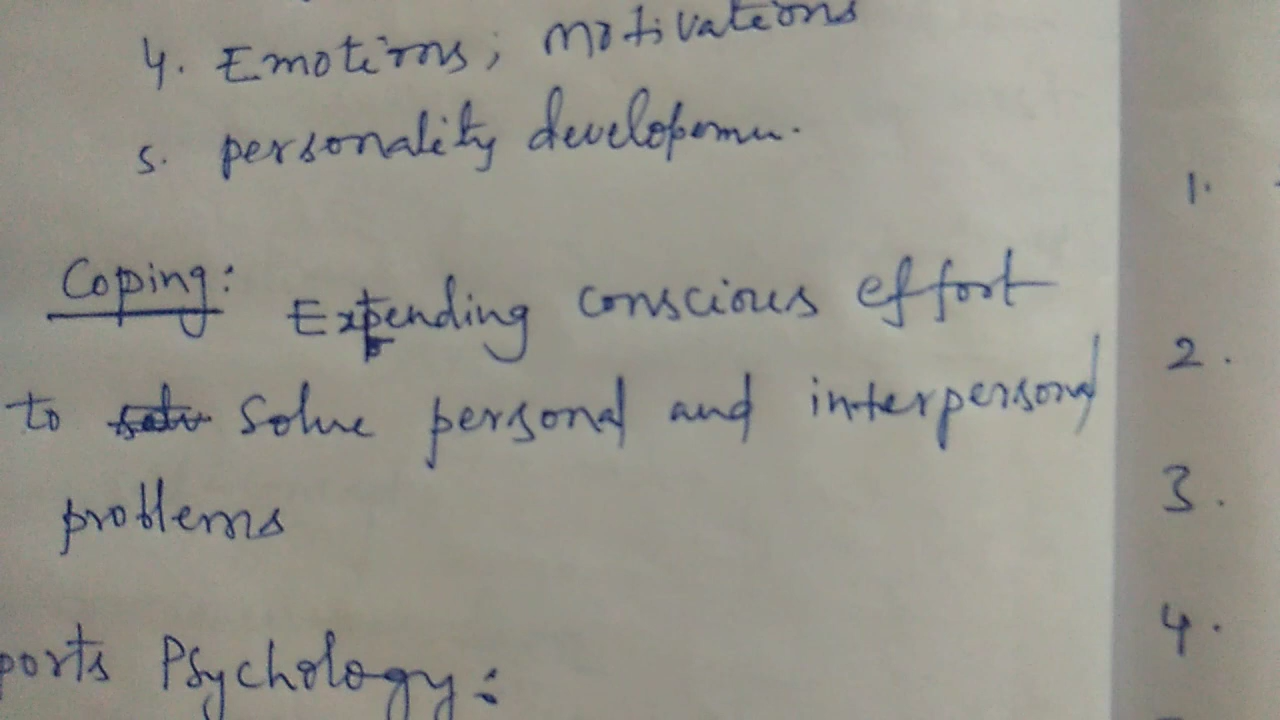 4. Emotions; motivations
5. personality developemn.
Coping: Expending conscious effort
to solve personal and interpersonal
problems
ports Psychology:
1.
2.
3.
4.